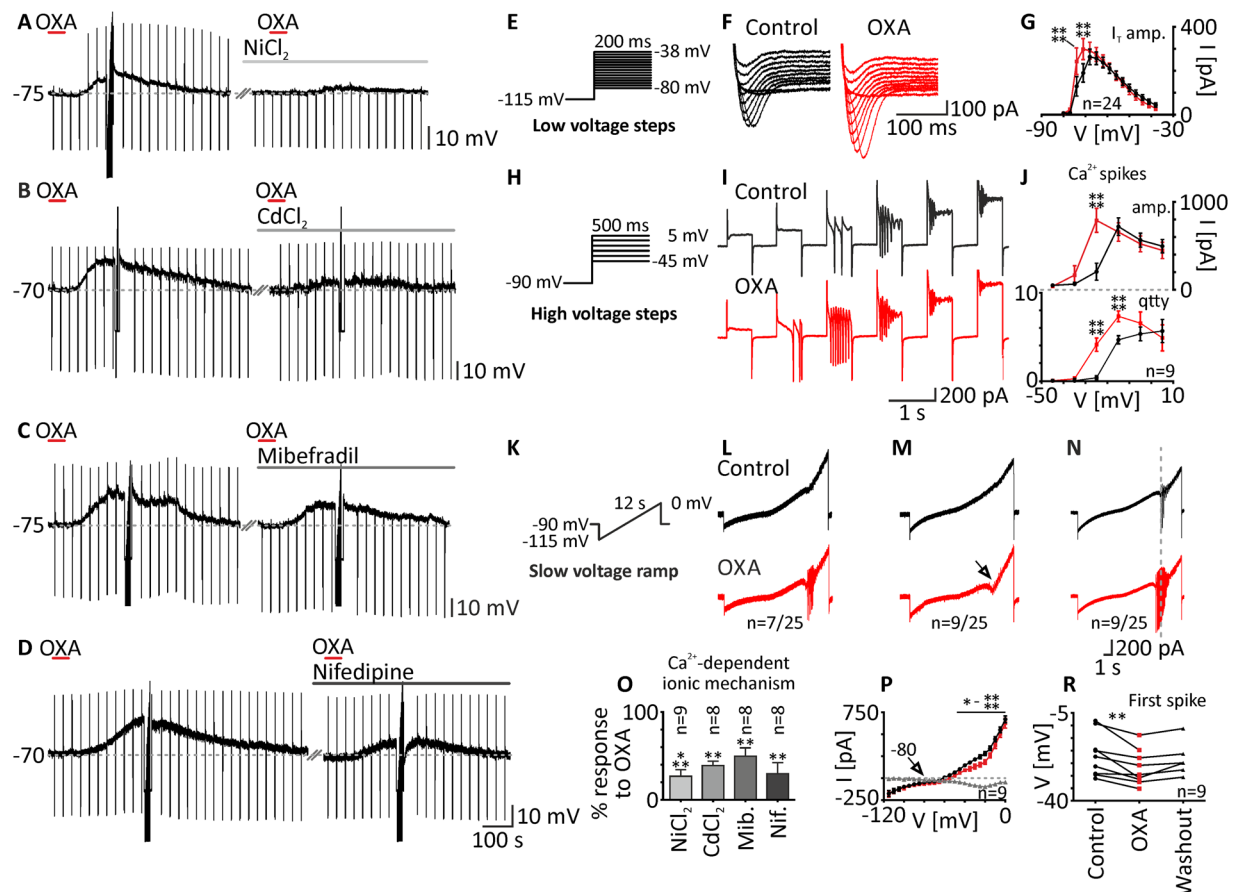 A
OXA
OXA
NiCl2
-75
10 mV
B
OXA
OXA
CdCl2
-70
10 mV
C
OXA
OXA
Mibefradil
-75
10 mV
D
OXA
OXA
Nifedipine
-70
10 mV
100 s
E
200 ms
-38 mV
-80 mV
-115 mV
Low voltage steps
F
Control
OXA
100 pA
100 ms
G
**
**
**
**
IT amp.
400
I [pA]
0
n=24
-90
V [mV]
-30
H
500 ms
5 mV
-45 mV
-90 mV
High voltage steps
I
Control
OXA
200 pA
1 s
J
Ca2+ spikes
**
**
amp.
1000
I [pA]
0
10
**
**
**
**
qtty
0
n=9
-50
V [mV]
10
K
12 s
0 mV
-90 mV
-115 mV
Slow voltage ramp
L
Control
OXA
n=7/25
M
n=9/25
N
n=9/25
200 pA
1 s
O
Ca2+-dependent
ionic mechanism
% response
to OXA
100
0
n=9
n=8
n=8
n=8
**
**
**
**
NiCl2
CdCl2
Mib.
Nif.
P
* - **
**
750
I [pA]
-250
-80
n=9
-120
V [mV]
0
R
First spike
-5
V [mV]
-40
**
n=9
Control
OXA
Washout